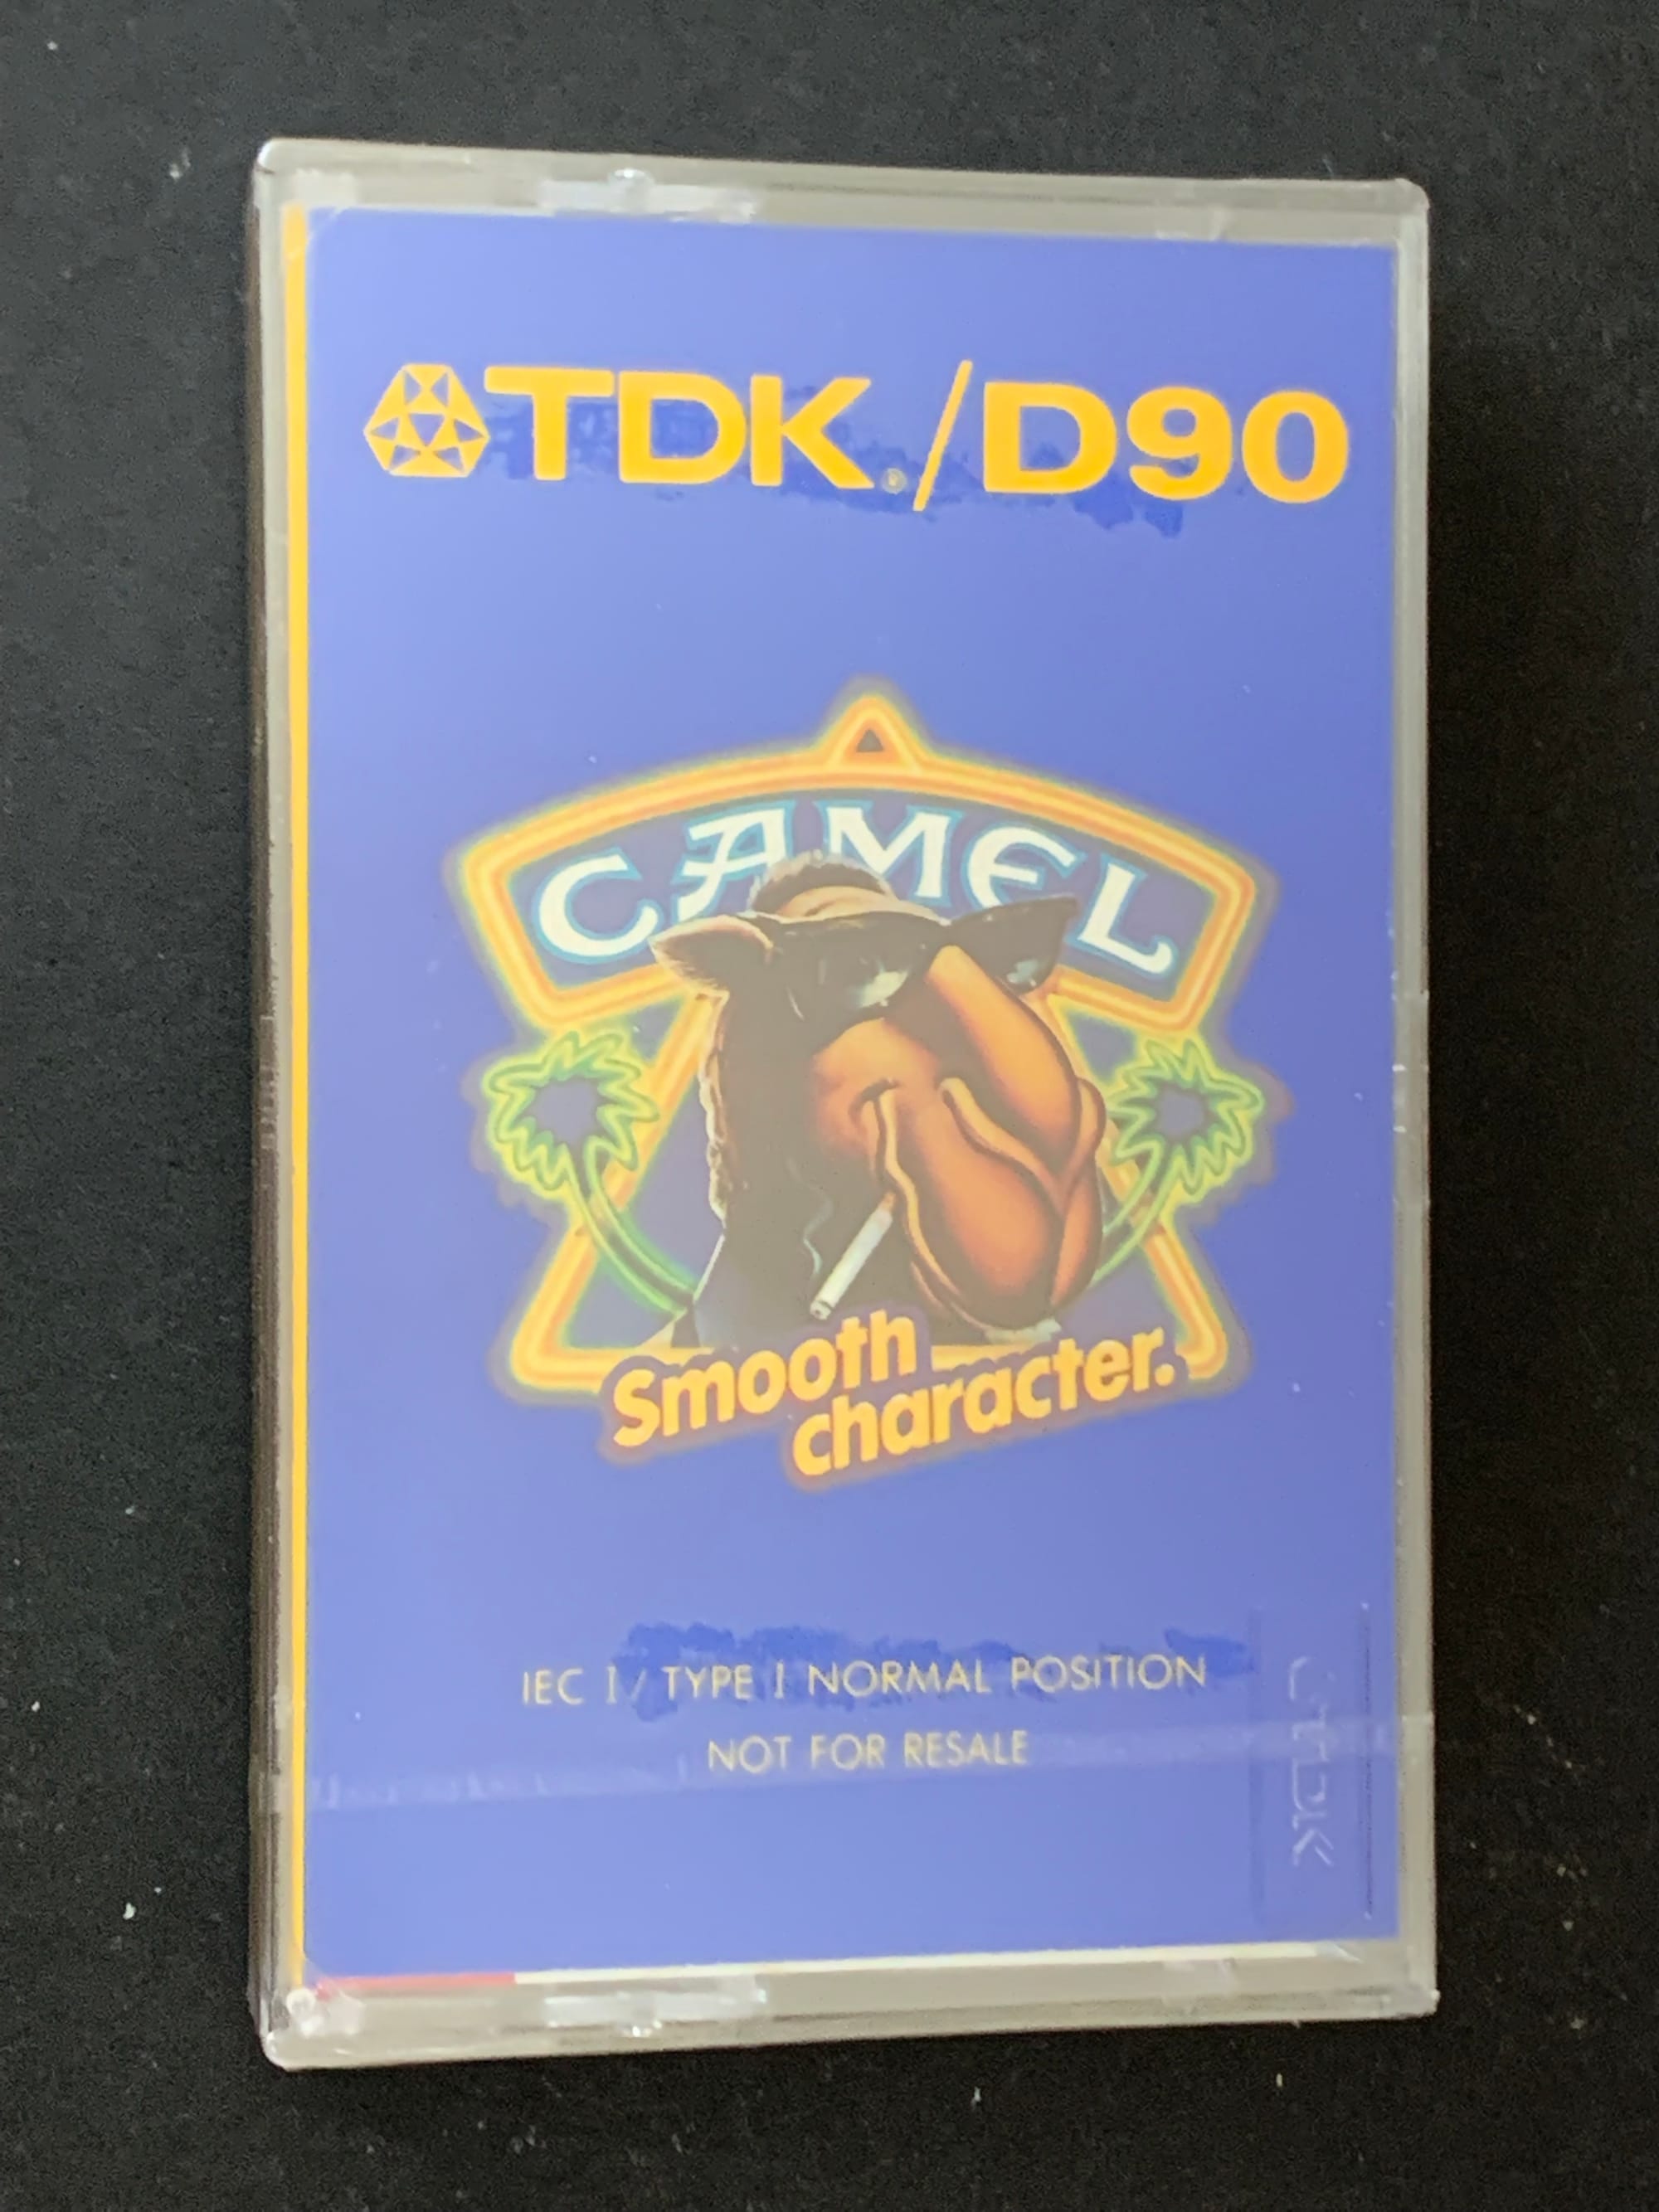 TDK®/D90
CAMEL
Smooth
character.
IEC I / TYPE I NORMAL POSITION
NOT FOR RESALE
TDK